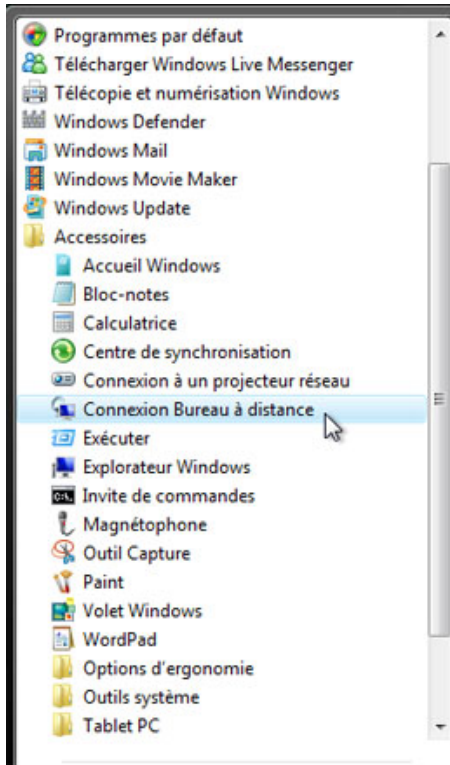 Programmes par défaut
Télécharger Windows Live Messenger
Télécopie et numérisation Windows
Windows Defender
Windows Mail
Windows Movie Maker
Windows Update
Accessoires
Accueil Windows
Bloc-notes
Calculatrice
Centre de synchronisation
Connexion à un projecteur réseau
Connexion Bureau à distance
Exécuter
Explorateur Windows
Invite de commandes
Magnétophone
Outil Capture
Paint
Volet Windows
WordPad
Options d'ergonomie
Outils système
Tablet PC